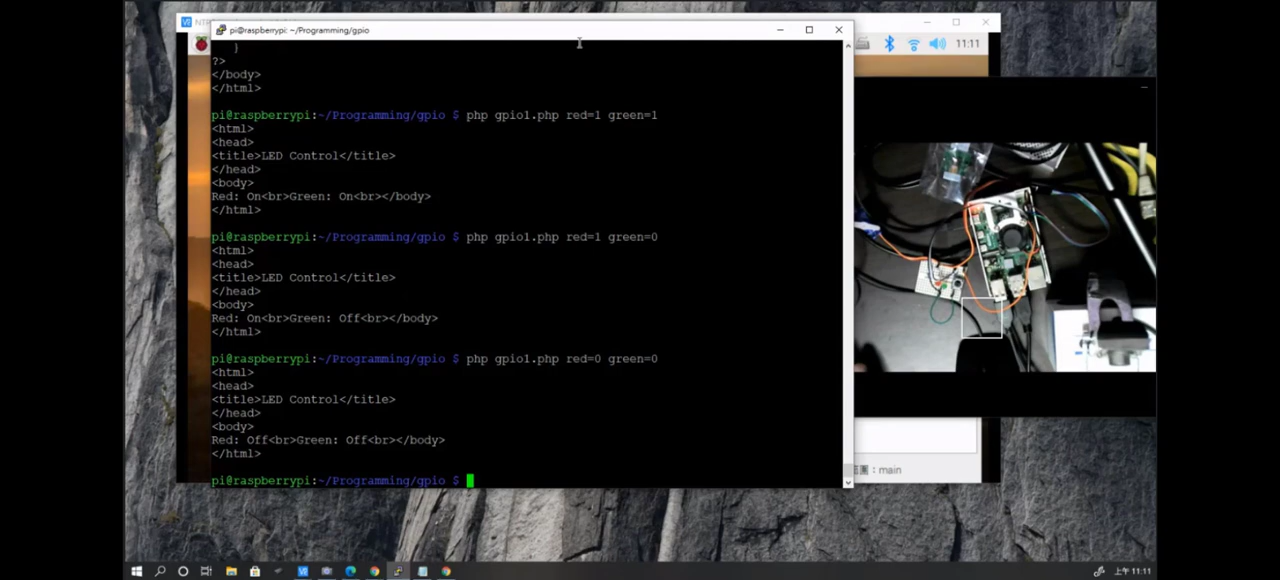 pi@raspberrypi: ~/Programming/gpio
11:11
}
?>
</body>
</html>
pi@raspberrypi:~/Programming/gpio $ php gpio1.php red=1 green=1
<html>
<head>
<title>LED Control</title>
</head>
<body>
Red: On<br>Green: On<br></body>
</html>
pi@raspberrypi:~/Programming/gpio $ php gpio1.php red=1 green=0
<html>
<head>
<title>LED Control</title>
</head>
<body>
Red: On<br>Green: Off<br></body>
</html>
pi@raspberrypi:~/Programming/gpio $ php gpio1.php red=0 green=0
<html>
<head>
<title>LED Control</title>
</head>
<body>
Red: Off<br>Green: Off<br></body>
</html>
pi@raspberrypi:~/Programming/gpio $
: main
上午 11:11